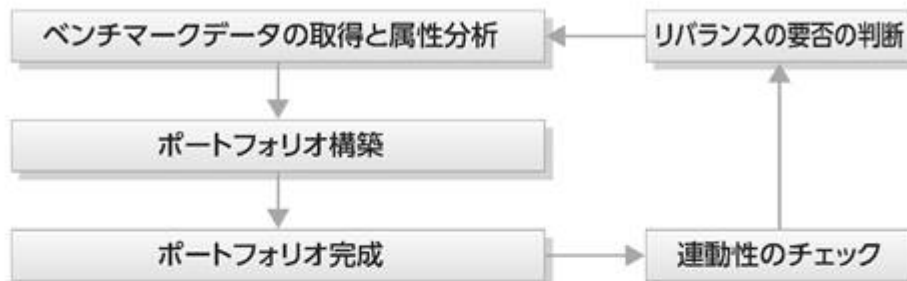 ベンチマークデータの取得と属性分析
リバランスの要否の判断
ポートフォリオ構築
ポートフォリオ完成
連動性のチェック